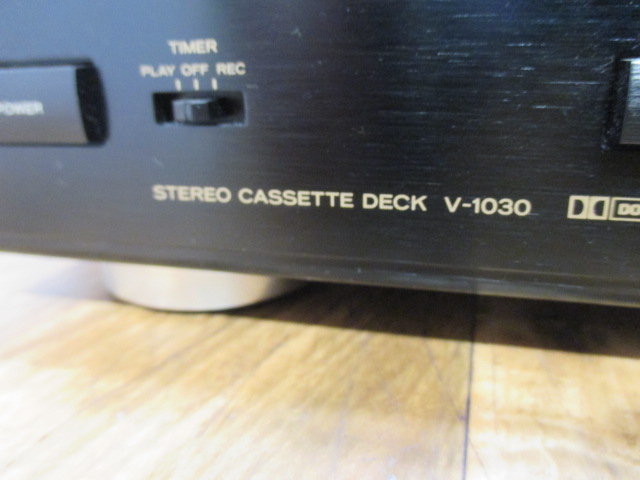 TIMER
PLAY OFF REC
POWER
STEREO CASSETTE DECK V-1030